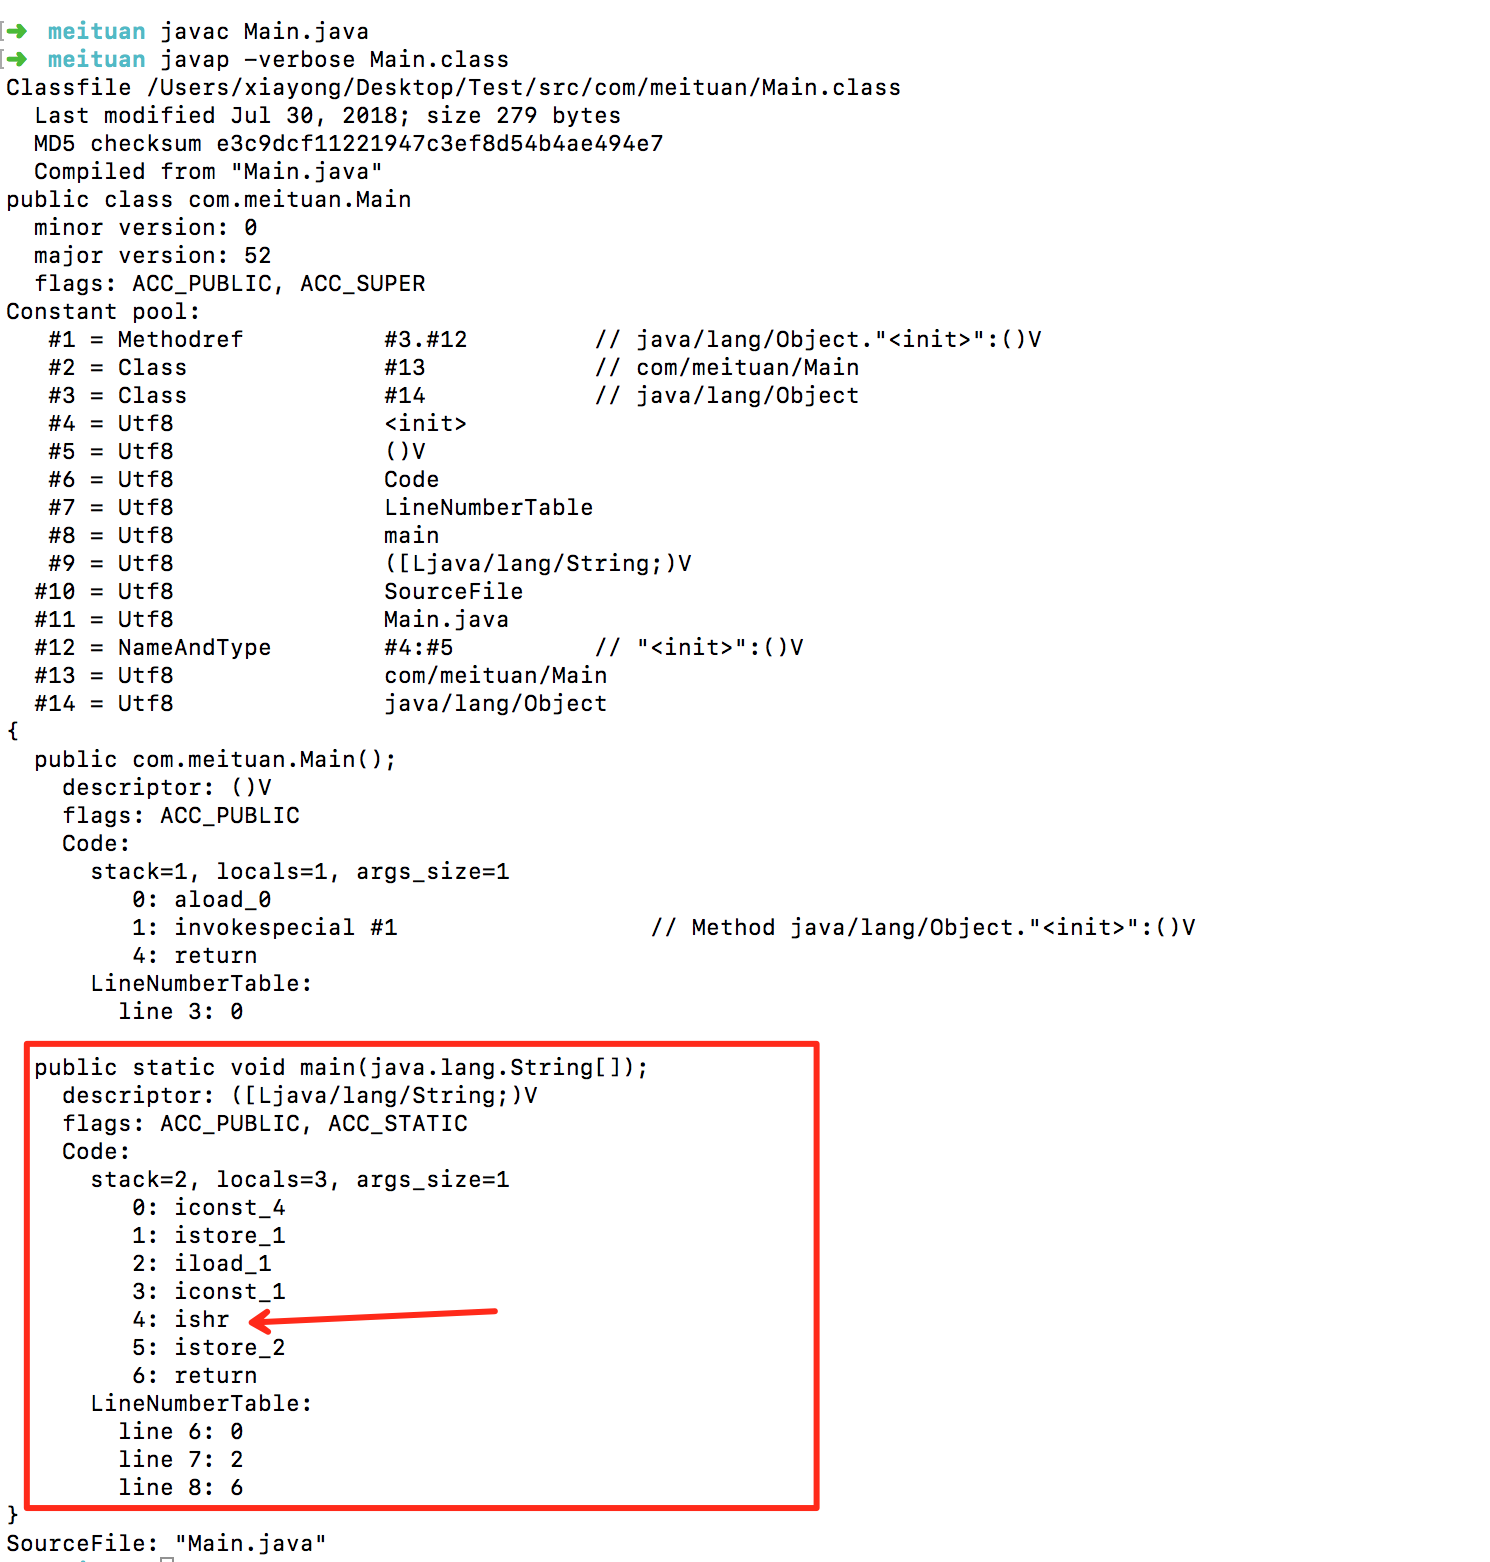 ➜ meituan javac Main.java
➜ meituan javap -verbose Main.class
Classfile /Users/xiayong/Desktop/Test/src/com/meituan/Main.class
  Last modified Jul 30, 2018; size 279 bytes
  MD5 checksum e3c9dcf11221947c3ef8d54b4ae494e7
  Compiled from "Main.java"
public class com.meituan.Main
  minor version: 0
  major version: 52
  flags: ACC_PUBLIC, ACC_SUPER
Constant pool:
   #1 = Methodref          #3.#12         // java/lang/Object."<init>":()V
   #2 = Class              #13            // com/meituan/Main
   #3 = Class              #14            // java/lang/Object
   #4 = Utf8               <init>
   #5 = Utf8               ()V
   #6 = Utf8               Code
   #7 = Utf8               LineNumberTable
   #8 = Utf8               main
   #9 = Utf8               ([Ljava/lang/String;)V
  #10 = Utf8               SourceFile
  #11 = Utf8               Main.java
  #12 = NameAndType        #4:#5          // "<init>":()V
  #13 = Utf8               com/meituan/Main
  #14 = Utf8               java/lang/Object
{
  public com.meituan.Main();
    descriptor: ()V
    flags: ACC_PUBLIC
    Code:
      stack=1, locals=1, args_size=1
         0: aload_0
         1: invokespecial #1                  // Method java/lang/Object."<init>":()V
         4: return
      LineNumberTable:
        line 3: 0
  public static void main(java.lang.String[]);
    descriptor: ([Ljava/lang/String;)V
    flags: ACC_PUBLIC, ACC_STATIC
    Code:
      stack=2, locals=3, args_size=1
         0: iconst_4
         1: istore_1
         2: iload_1
         3: iconst_1
         4: ishr
         5: istore_2
         6: return
      LineNumberTable:
        line 6: 0
        line 7: 2
        line 8: 6
}
SourceFile: "Main.java"